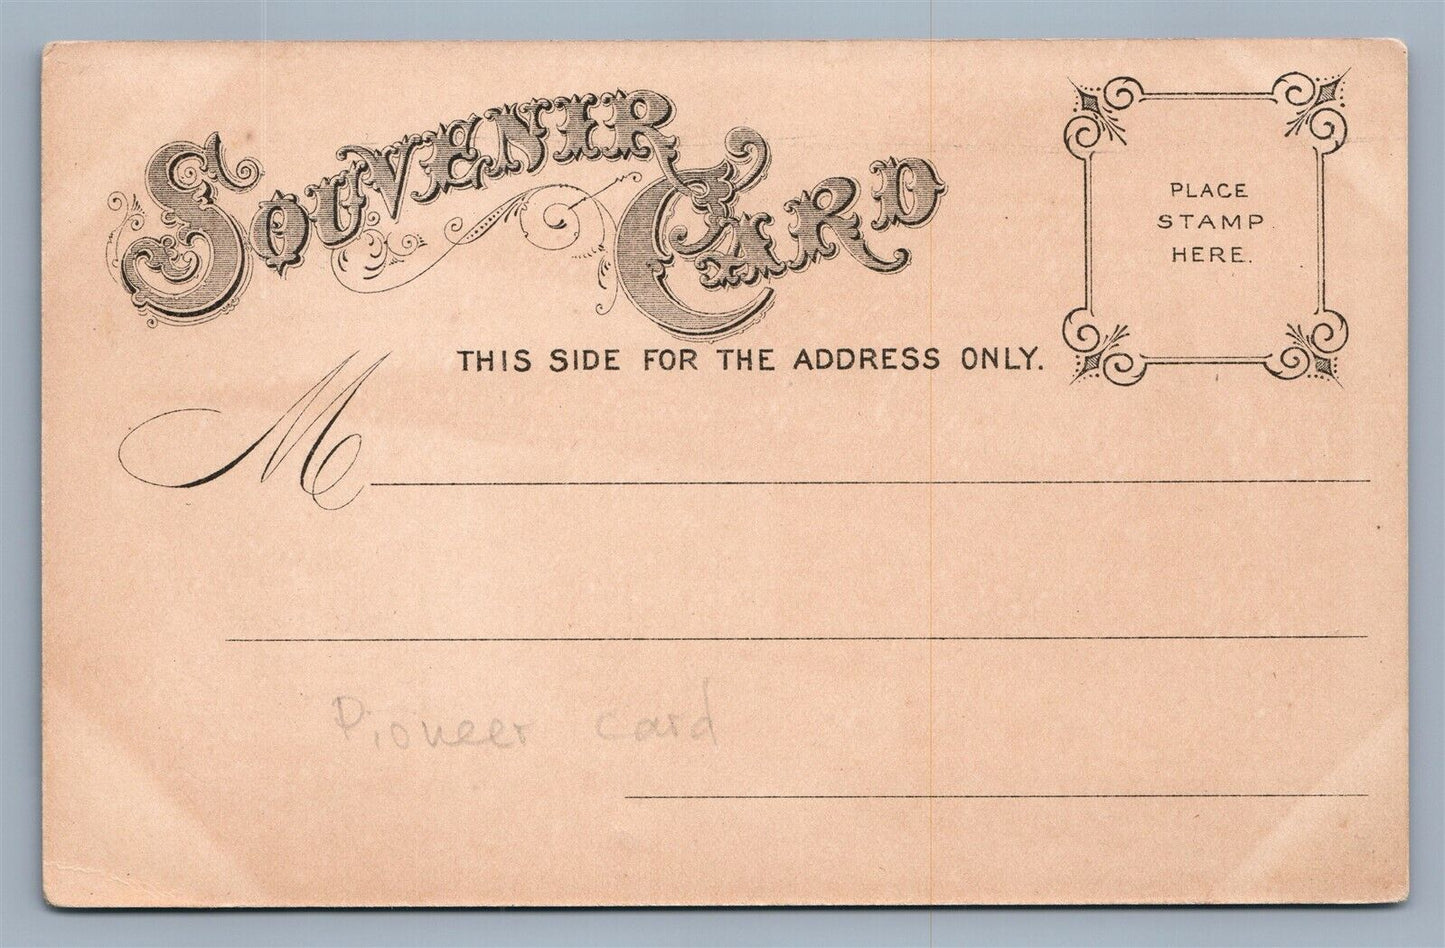 SOUVENIR CARD
PLACE
STAMP
HERE.
THIS SIDE FOR THE ADDRESS ONLY.
M
Pioneer card